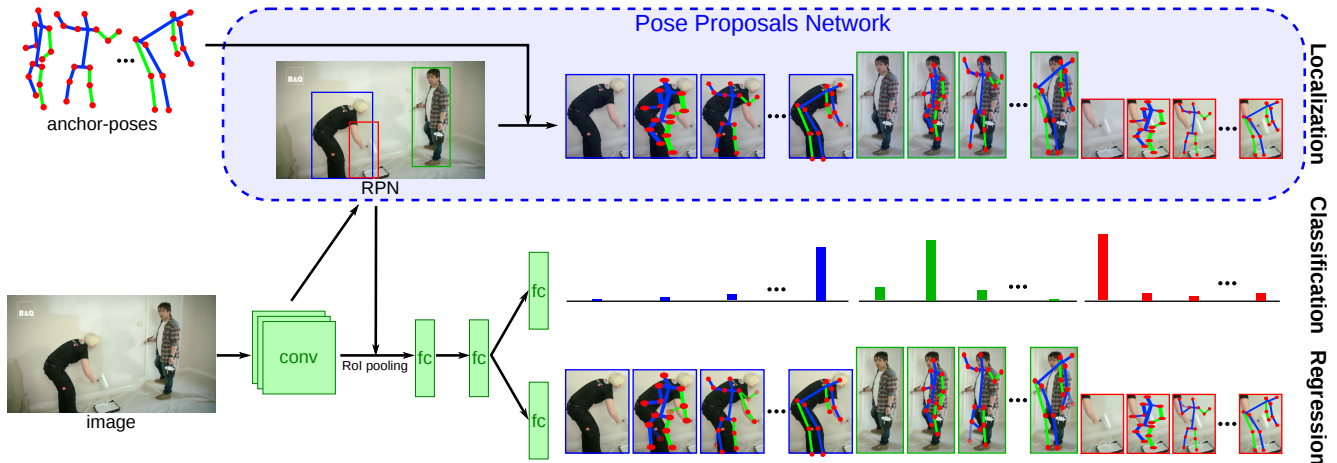 Pose Proposals Network
B&Q
...
anchor-poses
RPN
... ... ...
Localization
B&Q
image
conv
RoI pooling
fc
fc
fc
fc
... ... ...
Classification
... ... ...
Regression